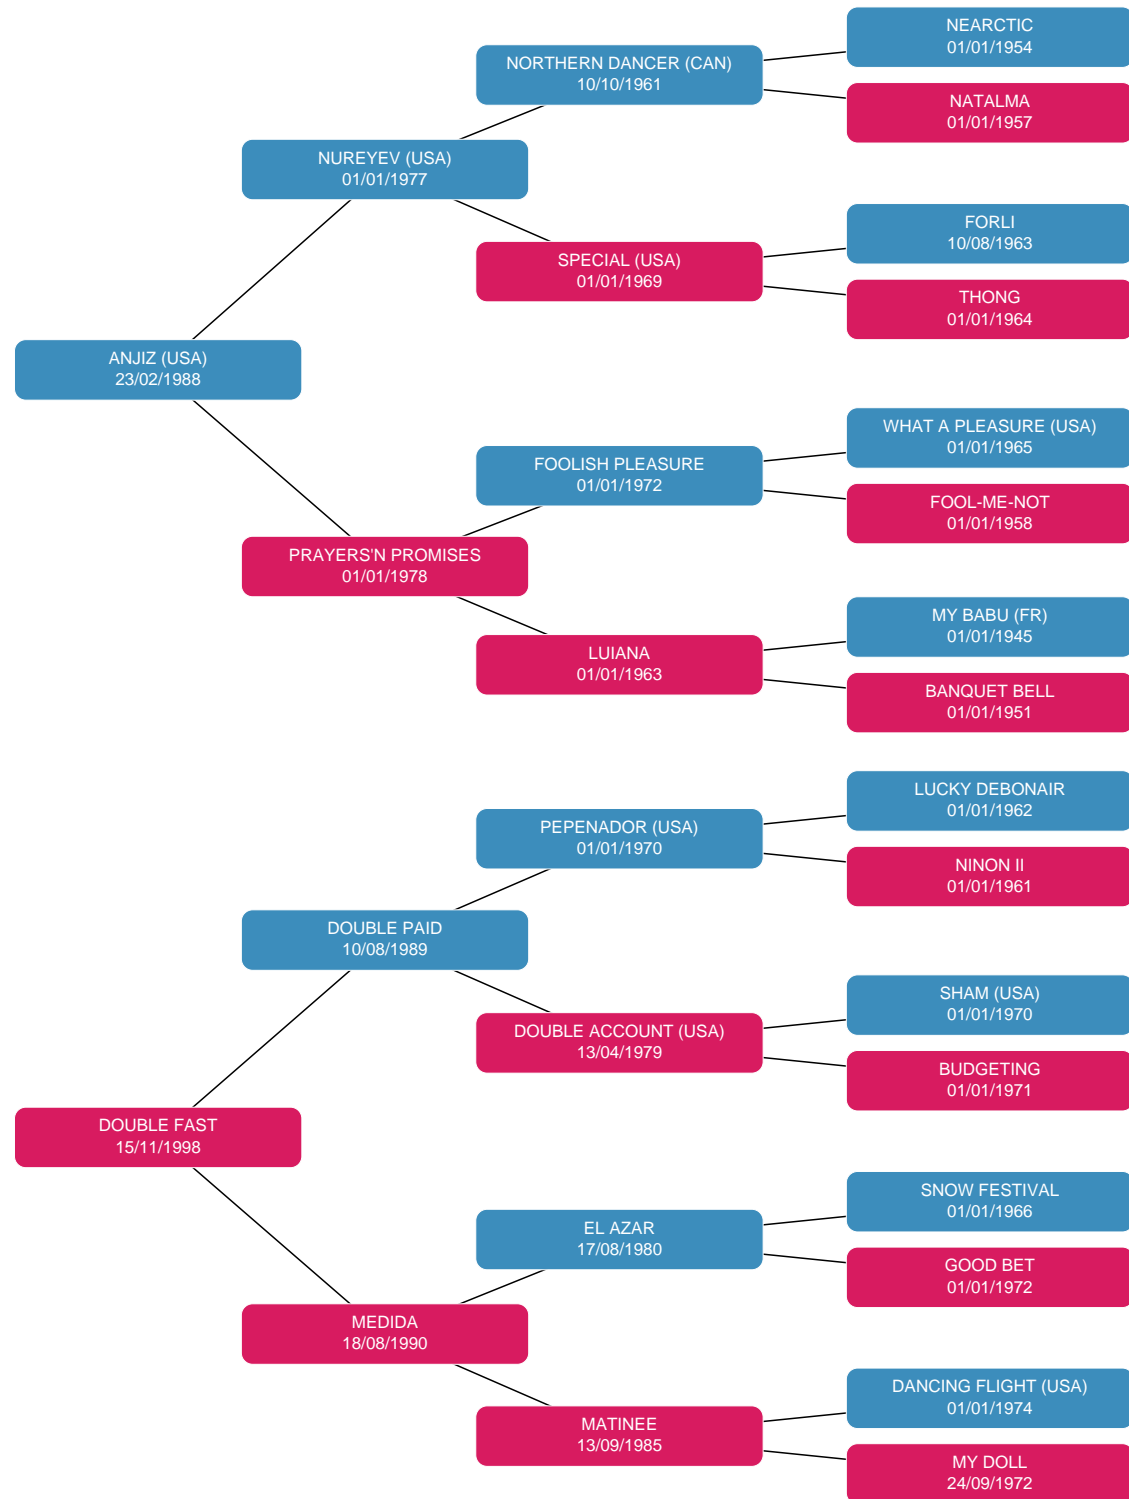 NEARCTIC
01/01/1954
NORTHERN DANCER (CAN)
10/10/1961
NATALMA
01/01/1957
NUREYEV (USA)
01/01/1977
FORLI
10/08/1963
SPECIAL (USA)
01/01/1969
THONG
01/01/1964
ANJIZ (USA)
23/02/1988
WHAT A PLEASURE (USA)
01/01/1965
FOOLISH PLEASURE
01/01/1972
FOOL-ME-NOT
01/01/1958
PRAYERS'N PROMISES
01/01/1978
MY BABU (FR)
01/01/1945
LUIANA
01/01/1963
BANQUET BELL
01/01/1951
LUCKY DEBONAIR
01/01/1962
PEPENADOR (USA)
01/01/1970
NINON II
01/01/1961
DOUBLE PAID
10/08/1989
SHAM (USA)
01/01/1970
DOUBLE ACCOUNT (USA)
13/04/1979
BUDGETING
01/01/1971
DOUBLE FAST
15/11/1998
SNOW FESTIVAL
01/01/1966
EL AZAR
17/08/1980
GOOD BET
01/01/1972
MEDIDA
18/08/1990
DANCING FLIGHT (USA)
01/01/1974
MATINEE
13/09/1985
MY DOLL
24/09/1972